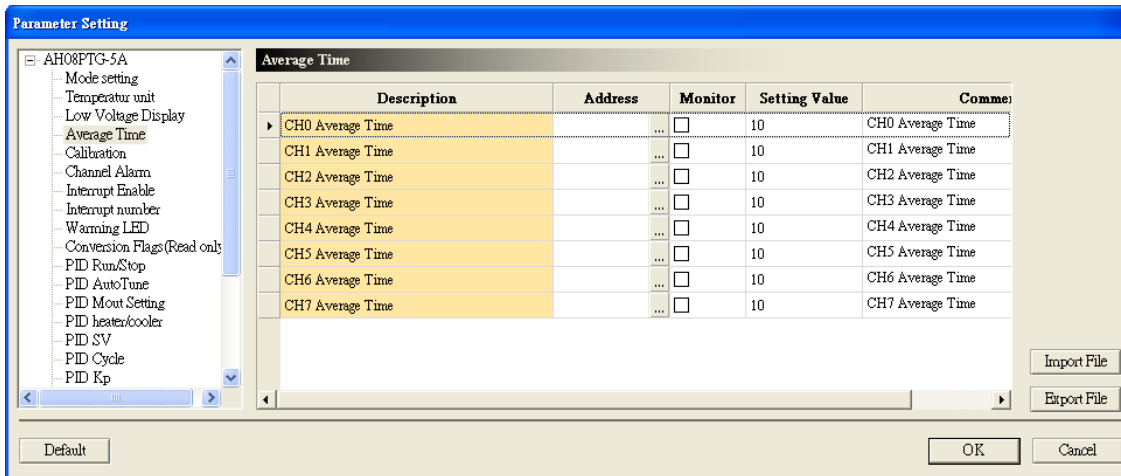 Parameter Setting
AH08PTG-5A
Mode setting
Temperatur unit
Low Voltage Display
Average Time
Calibration
Channel Alarm
Interrupt Enable
Interrupt number
Warming LED
Conversion Flags(Read only
PID Run/Stop
PID AutoTune
PID Mout Setting
PID heater/cooler
PID SV
PID Cycle
PID Kp
Average Time
Description Address Monitor Setting Value Commen
CH0 Average Time ... 10 CH0 Average Time
CH1 Average Time ... 10 CH1 Average Time
CH2 Average Time ... 10 CH2 Average Time
CH3 Average Time ... 10 CH3 Average Time
CH4 Average Time ... 10 CH4 Average Time
CH5 Average Time ... 10 CH5 Average Time
CH6 Average Time ... 10 CH6 Average Time
CH7 Average Time ... 10 CH7 Average Time
Import File
Export File
Default OK Cancel